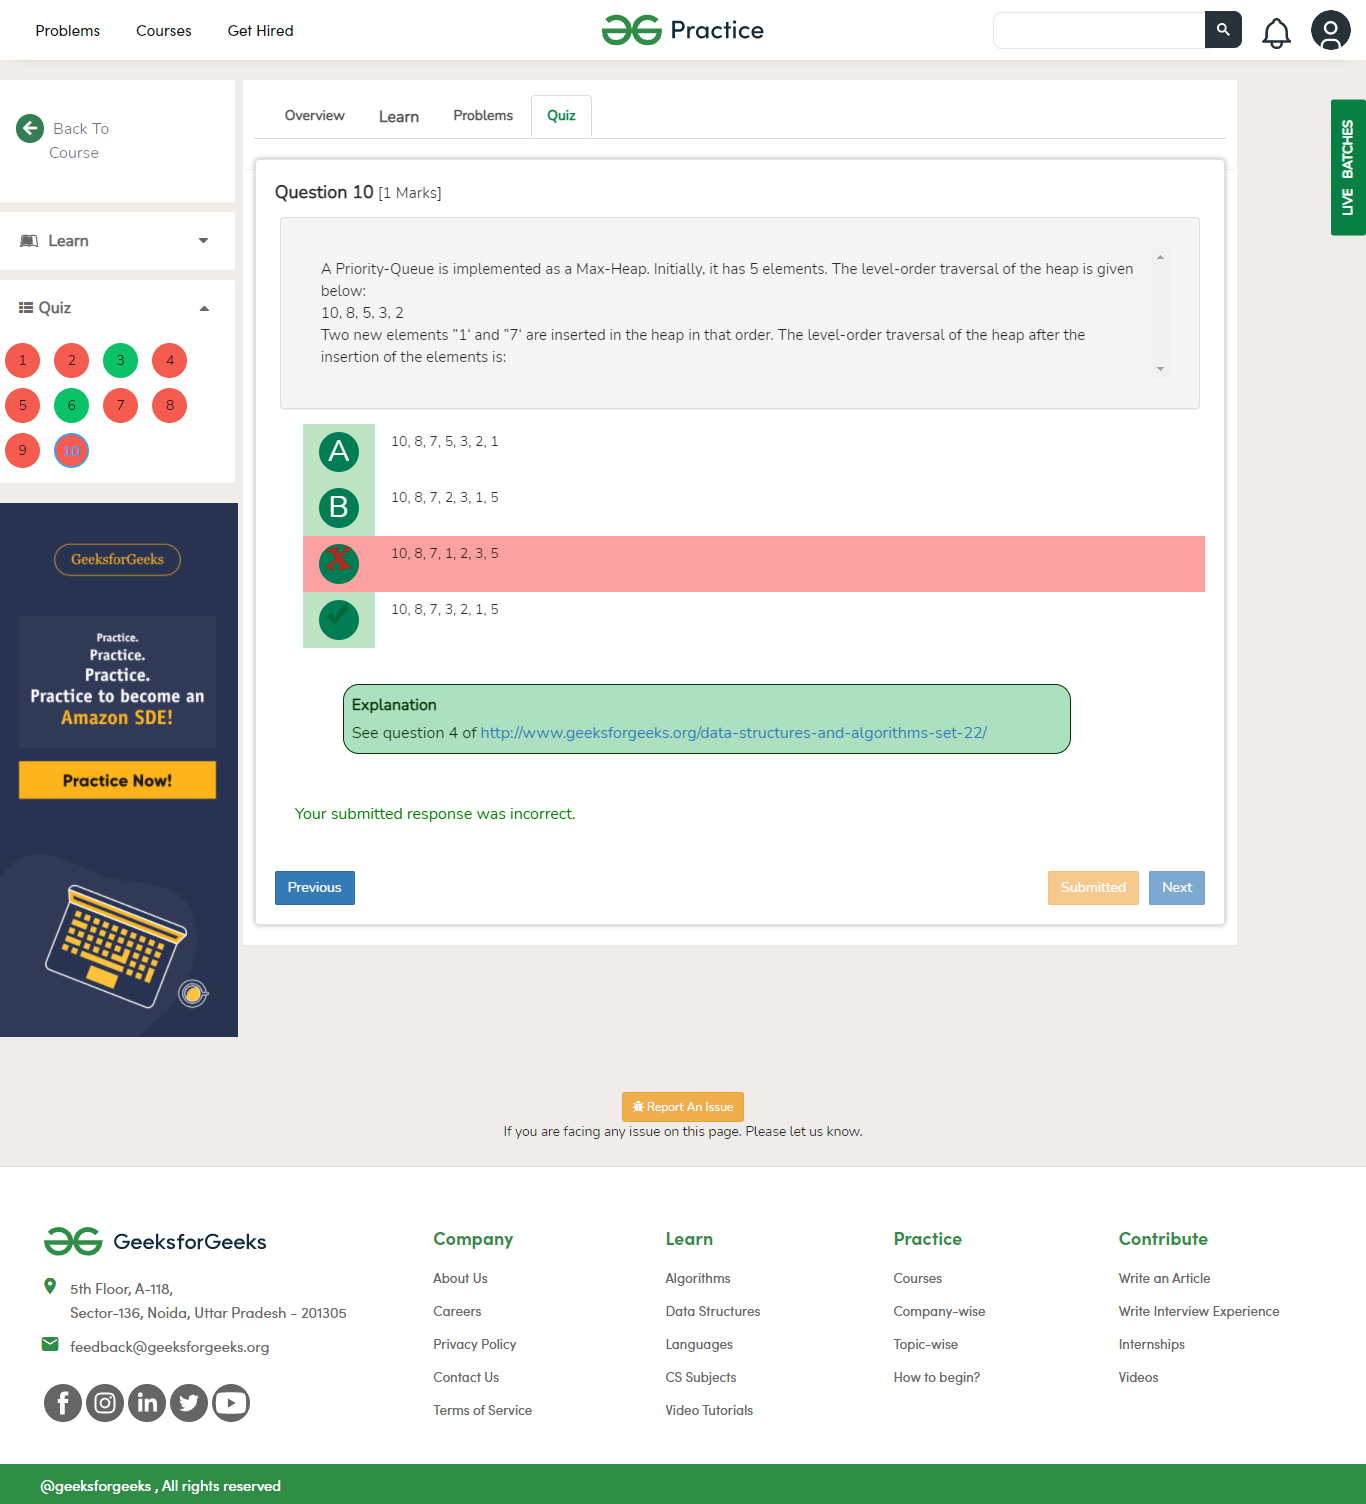 Problems
Courses
Get Hired
Practice
Back To
Course
Learn
Quiz
1
2
3
4
5
6
7
8
9
10
GeeksforGeeks
Practice.
Practice.
Practice.
Practice to become an
Amazon SDE!
Practice Now!
Overview
Learn
Problems
Quiz
LIVE BATCHES
Question 10 [1 Marks]
A Priority-Queue is implemented as a Max-Heap. Initially, it has 5 elements. The level-order traversal of the heap is given
below:
10, 8, 5, 3, 2
Two new elements ”1‘ and ”7‘ are inserted in the heap in that order. The level-order traversal of the heap after the
insertion of the elements is:
A
10, 8, 7, 5, 3, 2, 1
B
10, 8, 7, 2, 3, 1, 5
10, 8, 7, 1, 2, 3, 5
10, 8, 7, 3, 2, 1, 5
Explanation
See question 4 of http://www.geeksforgeeks.org/data-structures-and-algorithms-set-22/
Your submitted response was incorrect.
Previous
Submitted
Next
Report An Issue
If you are facing any issue on this page. Please let us know.
GeeksforGeeks
5th Floor, A-118,
Sector-136, Noida, Uttar Pradesh - 201305
feedback@geeksforgeeks.org
Company
About Us
Careers
Privacy Policy
Contact Us
Terms of Service
Learn
Algorithms
Data Structures
Languages
CS Subjects
Video Tutorials
Practice
Courses
Company-wise
Topic-wise
How to begin?
Contribute
Write an Article
Write Interview Experience
Internships
Videos
@geeksforgeeks , All rights reserved